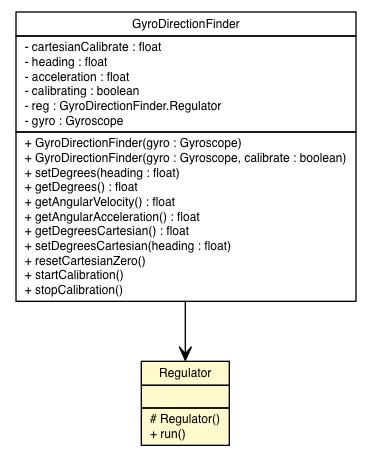 GyroDirectionFinder
- cartesianCalibrate : float
- heading : float
- acceleration : float
- calibrating : boolean
- reg : GyroDirectionFinder.Regulator
- gyro : Gyroscope
+ GyroDirectionFinder(gyro : Gyroscope)
+ GyroDirectionFinder(gyro : Gyroscope, calibrate : boolean)
+ setDegrees(heading : float)
+ getDegrees() : float
+ getAngularVelocity() : float
+ getAngularAcceleration() : float
+ getDegreesCartesian() : float
+ setDegreesCartesian(heading : float)
+ resetCartesianZero()
+ startCalibration()
+ stopCalibration()
Regulator
# Regulator()
+ run()